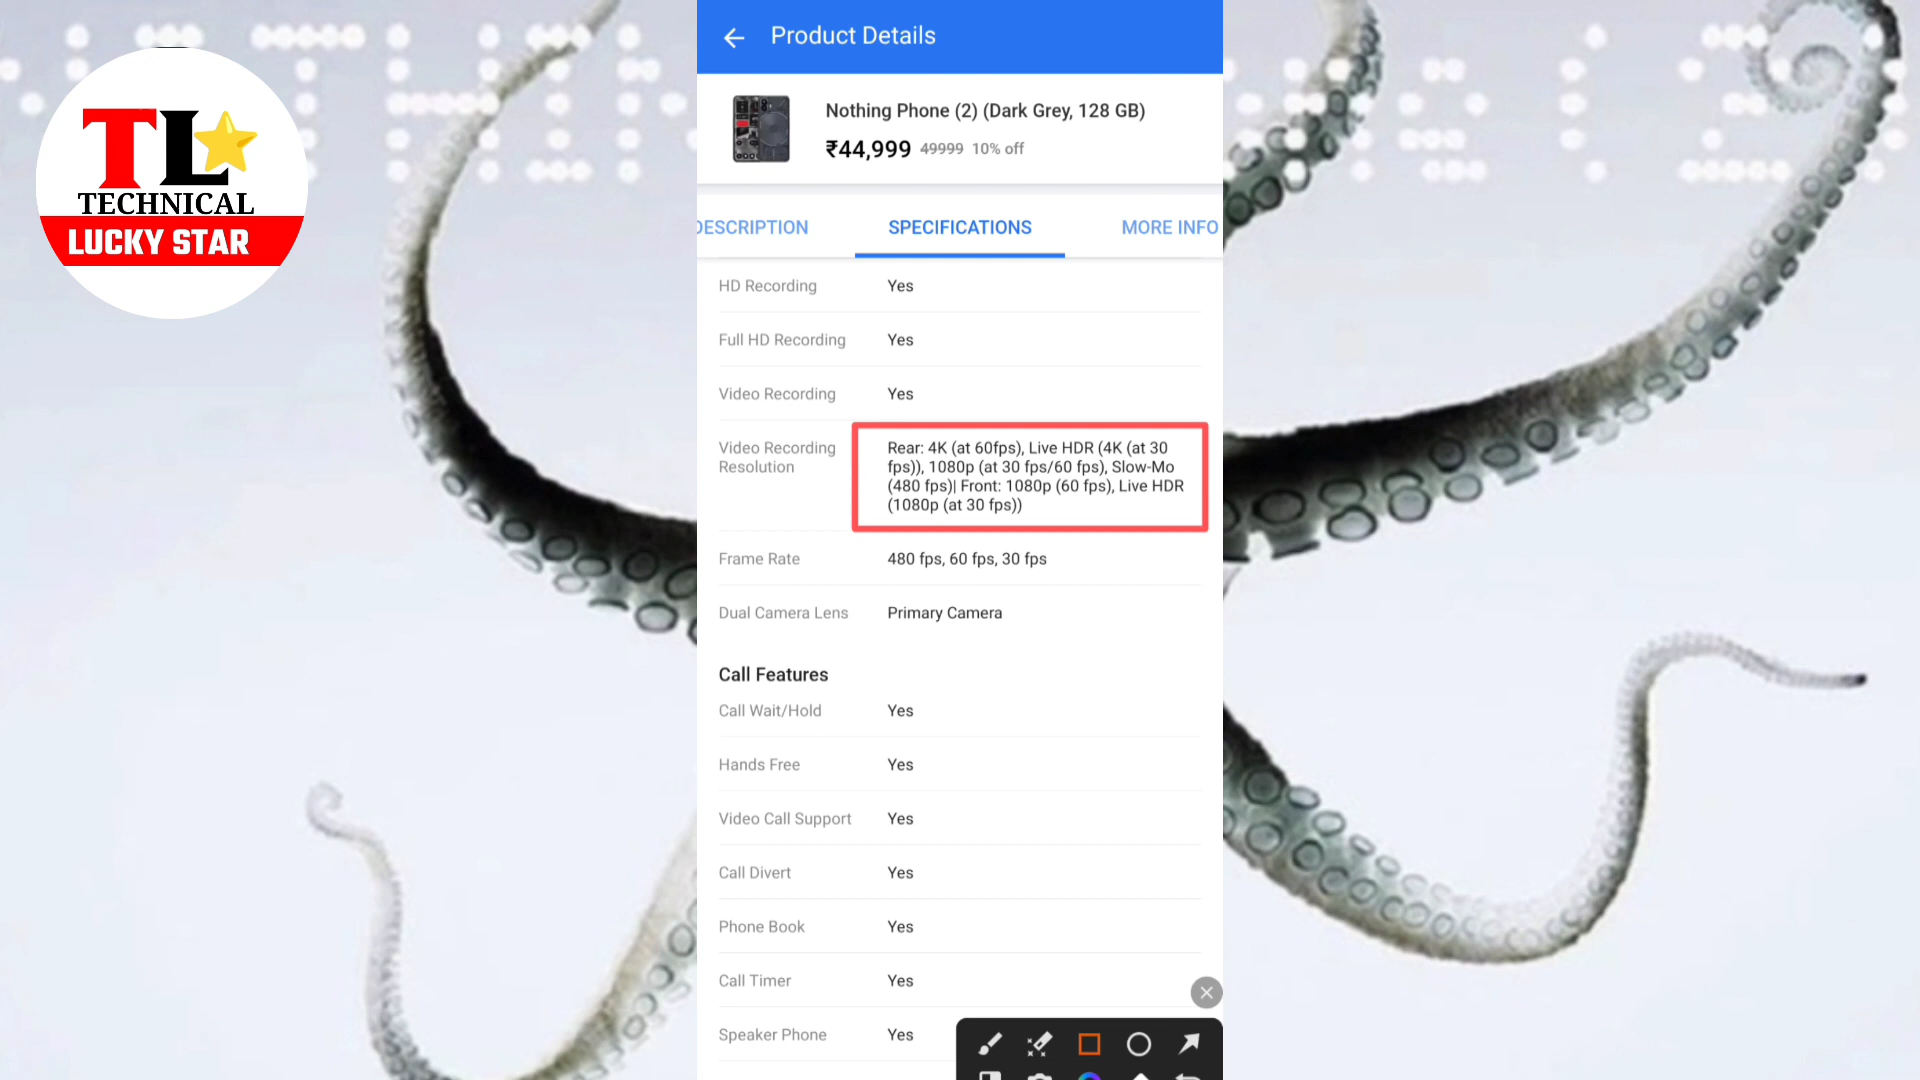 TL
TECHNICAL
LUCKY STAR
Product Details
Nothing Phone (2) (Dark Grey, 128 GB)
₹44,999 49999 10% off
DESCRIPTION SPECIFICATIONS MORE INFO
HD Recording Yes
Full HD Recording Yes
Video Recording Yes
Video Recording Resolution
Rear: 4K (at 60fps), Live HDR (4K (at 30
fps)), 1080p (at 30 fps/60 fps), Slow-Mo
(480 fps)| Front: 1080p (60 fps), Live HDR
(1080p (at 30 fps))
Frame Rate 480 fps, 60 fps, 30 fps
Dual Camera Lens Primary Camera
Call Features
Call Wait/Hold Yes
Hands Free Yes
Video Call Support Yes
Call Divert Yes
Phone Book Yes
Call Timer Yes
Speaker Phone Yes